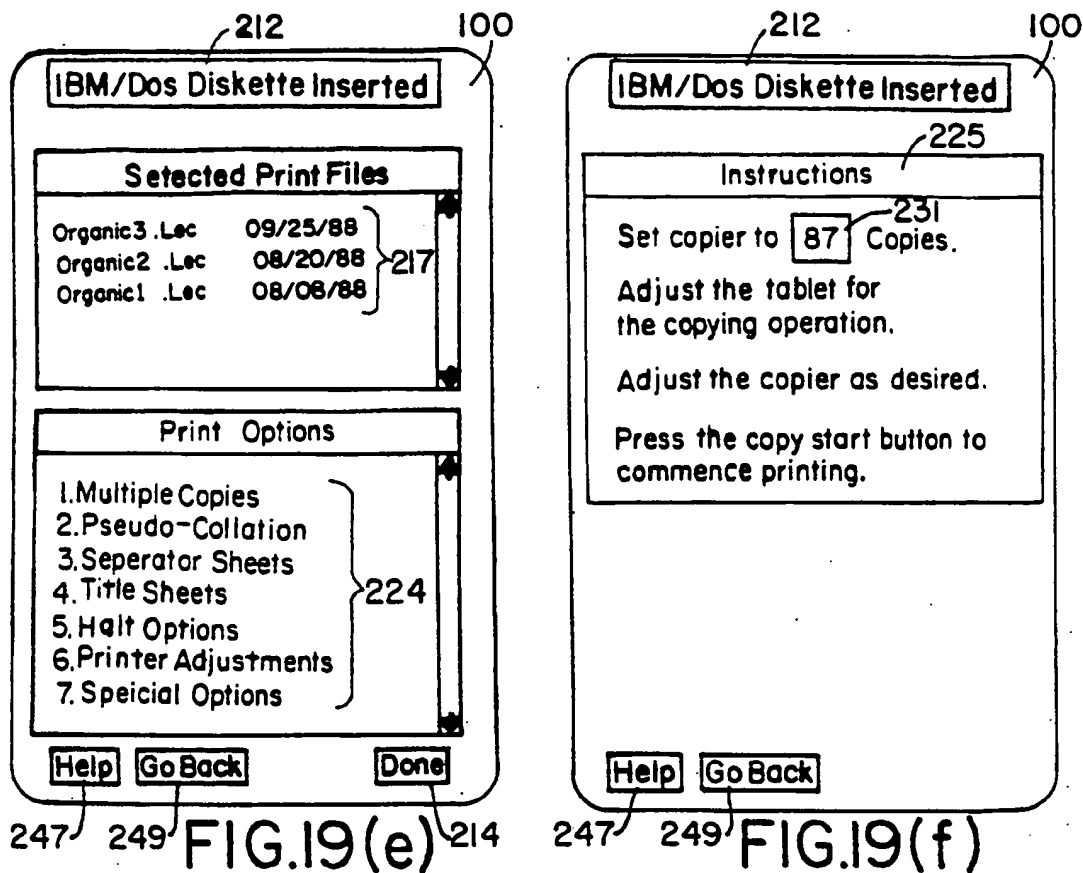 212
100
IBM/Dos Diskette Inserted
Selected Print Files
Organic3 .Lec 09/25/88
Organic2 .Lec 08/20/88
Organic1 .Lec 08/08/88
217
Print Options
1. Multiple Copies
2. Pseudo-Collation
3. Seperator Sheets
4. Title Sheets
5. Halt Options
6. Printer Adjustments
7. Speicial Options
224
Help
Go Back
Done
247
249
214
FIG.19(e)
212
100
IBM/Dos Diskette Inserted
225
Instructions
231
Set copier to 87 Copies.
Adjust the tablet for
the copying operation.
Adjust the copier as desired.
Press the copy start button to
commence printing.
Help
Go Back
247
249
FIG.19(f)